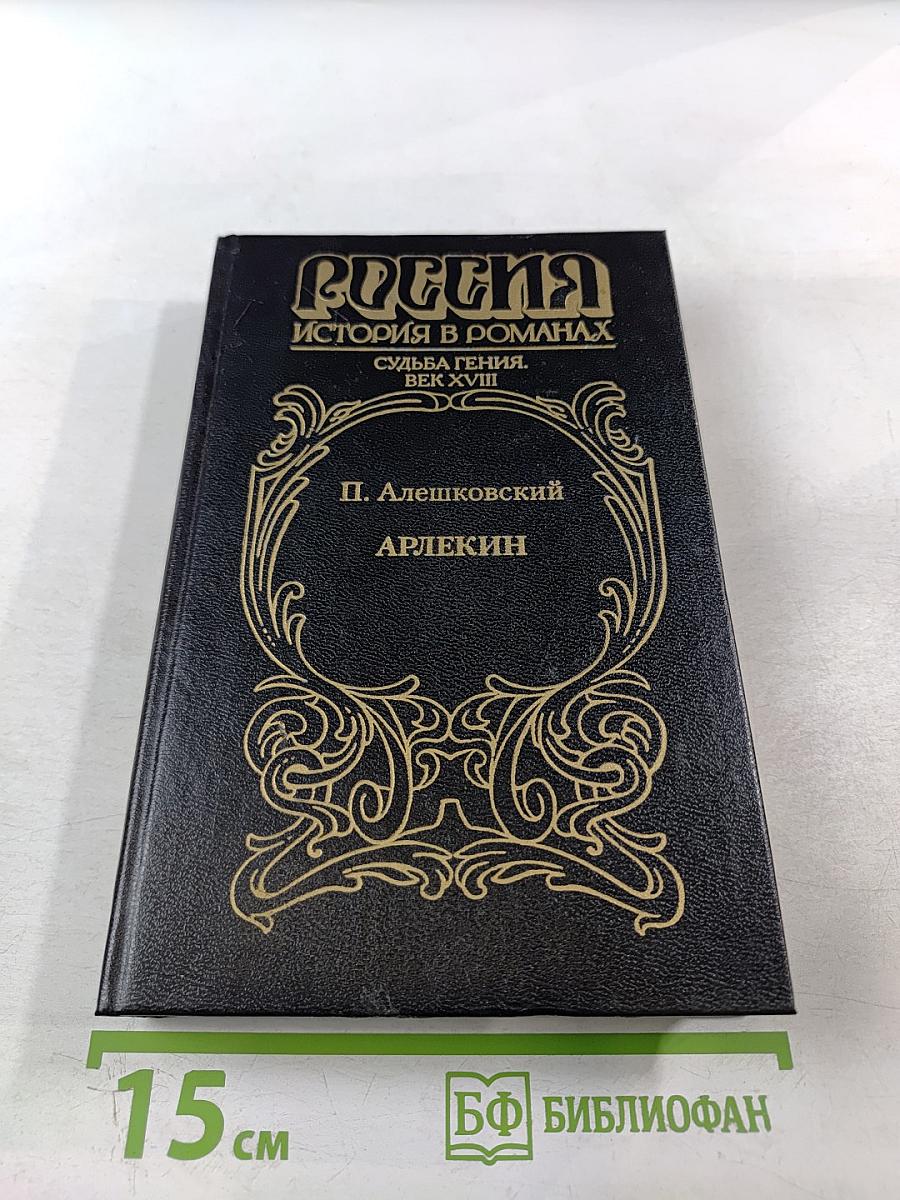 РОССИЯ
ИСТОРИЯ В РОМАНАХ
СУДЬБА ГЕНИЯ.
ВЕК XVIII
П. Алешковский
АРЛЕКИН
15 см
БФ БИБЛИОФАН